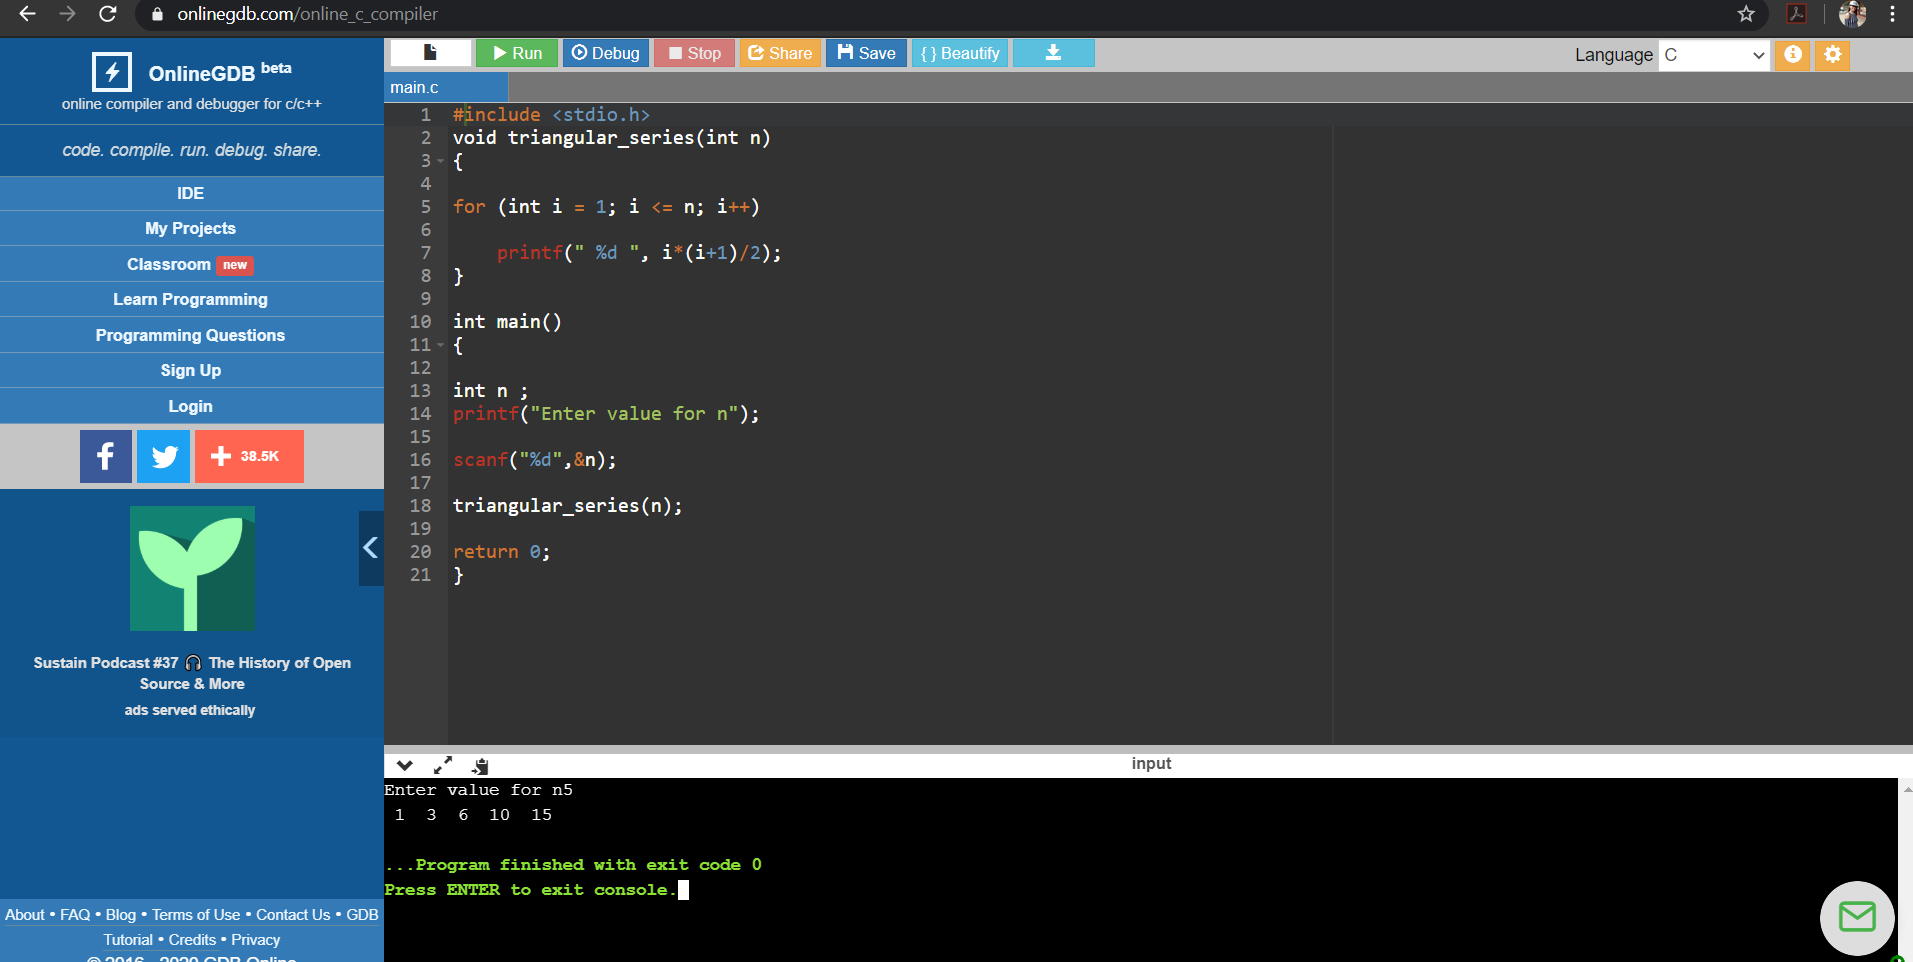 onlinegdb.com/online_c_compiler
OnlineGDB beta
online compiler and debugger for c/c++
code. compile. run. debug. share.
IDE
My Projects
Classroom new
Learn Programming
Programming Questions
Sign Up
Login
38.5K
Sustain Podcast #37 🎧 The History of Open
Source & More
ads served ethically
About • FAQ • Blog • Terms of Use • Contact Us • GDB
Tutorial • Credits • Privacy
© 2016 - 2020 GDB Online
Run Debug Stop Share Save { } Beautify Language C
main.c
1 #include <stdio.h>
2 void triangular_series(int n)
3 {
4
5 for (int i = 1; i <= n; i++)
6
7     printf(" %d ", i*(i+1)/2);
8 }
9
10 int main()
11 {
12
13 int n ;
14 printf("Enter value for n");
15
16 scanf("%d",&n);
17
18 triangular_series(n);
19
20 return 0;
21 }
input
Enter value for n5
1 3 6 10 15
...Program finished with exit code 0
Press ENTER to exit console.